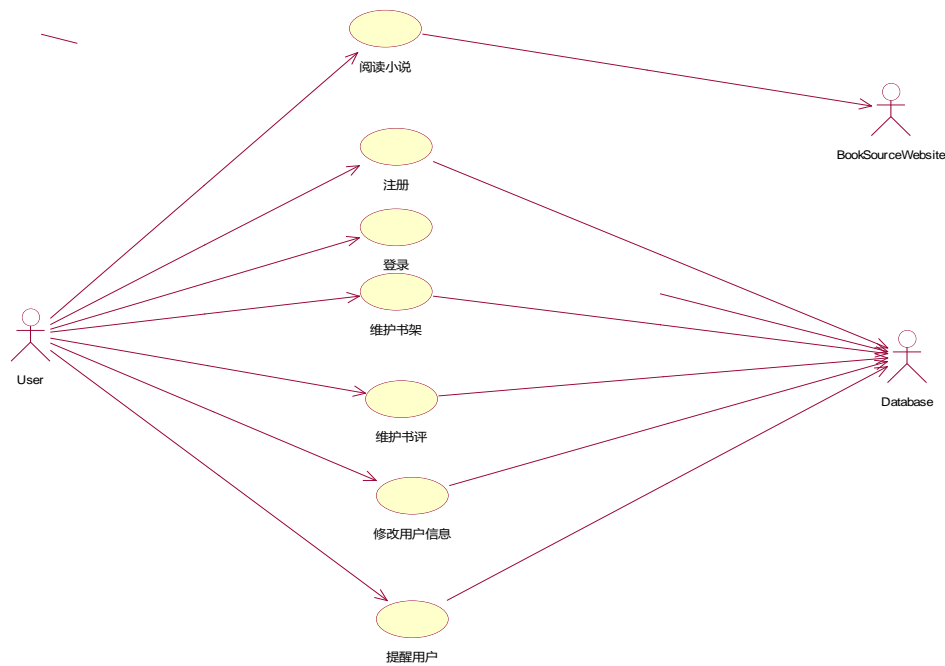 阅读小说
BookSourceWebsite
注册
登录
维护书架
User
Database
维护书评
修改用户信息
提醒用户